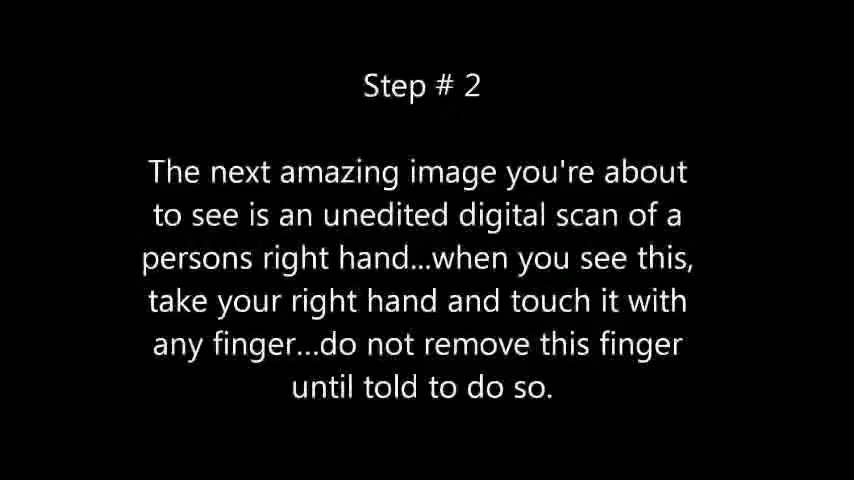 Step # 2
The next amazing image you're about
to see is an unedited digital scan of a
persons right hand...when you see this,
take your right hand and touch it with
any finger...do not remove this finger
until told to do so.